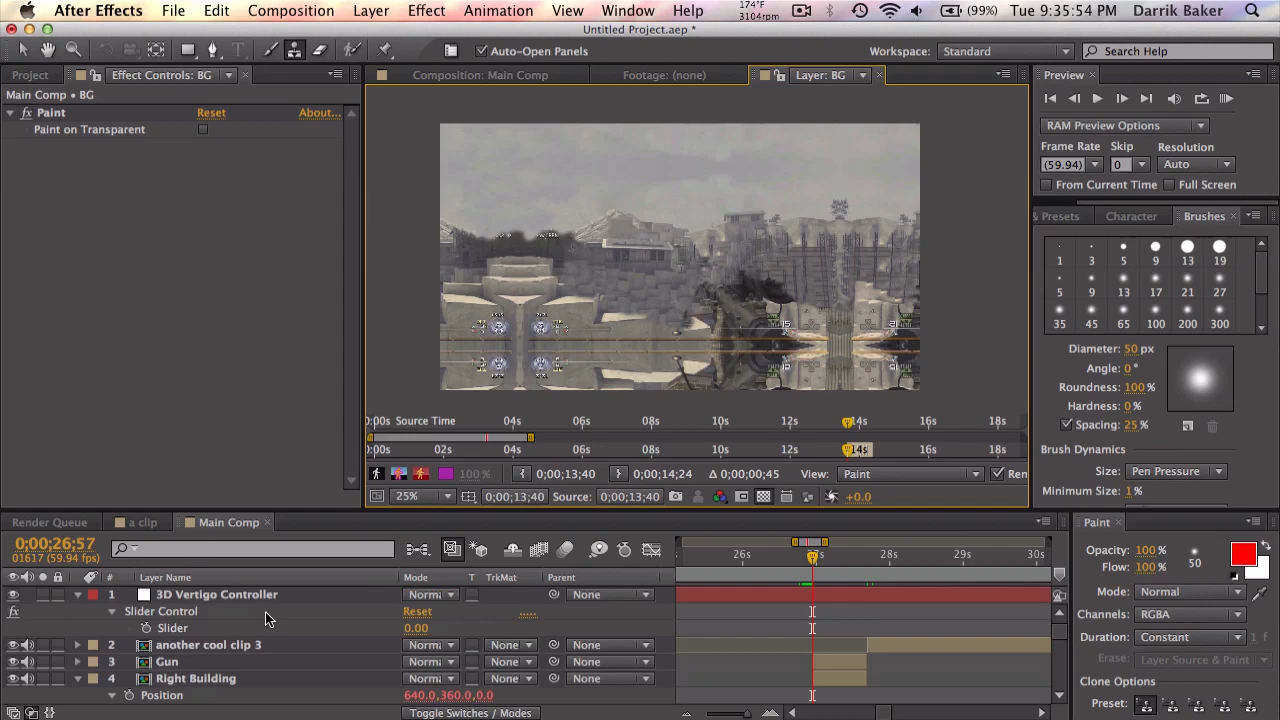 After Effects File Edit Composition Layer Effect Animation View Window Help 174°F 3104rpm (99%) Tue 9:35:54 PM Darrik Baker
Untitled Project.aep *
Auto-Open Panels Workspace: Standard Search Help
Project Effect Controls: BG Composition: Main Comp Footage: (none) Layer: BG Preview
Main Comp • BG
fx Paint Reset About...
Paint on Transparent
RAM Preview Options
Frame Rate Skip Resolution
(59.94) 0 Auto
From Current Time Full Screen
& Presets Character Brushes
1 3 5 9 13 19
5 9 13 17 21 27
35 45 65 100 200 300
Diameter: 50 px
Angle: 0 °
Roundness: 100 %
Hardness: 0 %
Spacing: 25 %
Brush Dynamics
Size: Pen Pressure
Minimum Size: 1 %
0:00s Source Time 04s 06s 08s 10s 12s 14s 16s 18s
0:00s 02s 04s 06s 08s 10s 12s 14s 16s 18s
100 % 0;00;13;40 0;00;14;24 Δ 0;00;00;45 View: Paint Ren
25% 0;00;13;40 Source: 0;00;13;40 +0.0
Render Queue a clip Main Comp
0:00:26:57
01617 (59.94 fps)
26s 27s 28s 29s 30s
# Layer Name Mode T TrkMat Parent
1 3D Vertigo Controller Norma None
fx Slider Control Reset .....
Slider 0.00
2 another cool clip 3 Norma None None
3 Gun Norma None None
4 Right Building Norma None None
Position 640.0,360.0,0.0
Toggle Switches / Modes
Paint
Opacity: 100 %
Flow: 100 % 50
Mode: Normal
Channels: RGBA
Duration: Constant
Erase: Layer Source & Paint
Clone Options
Preset: